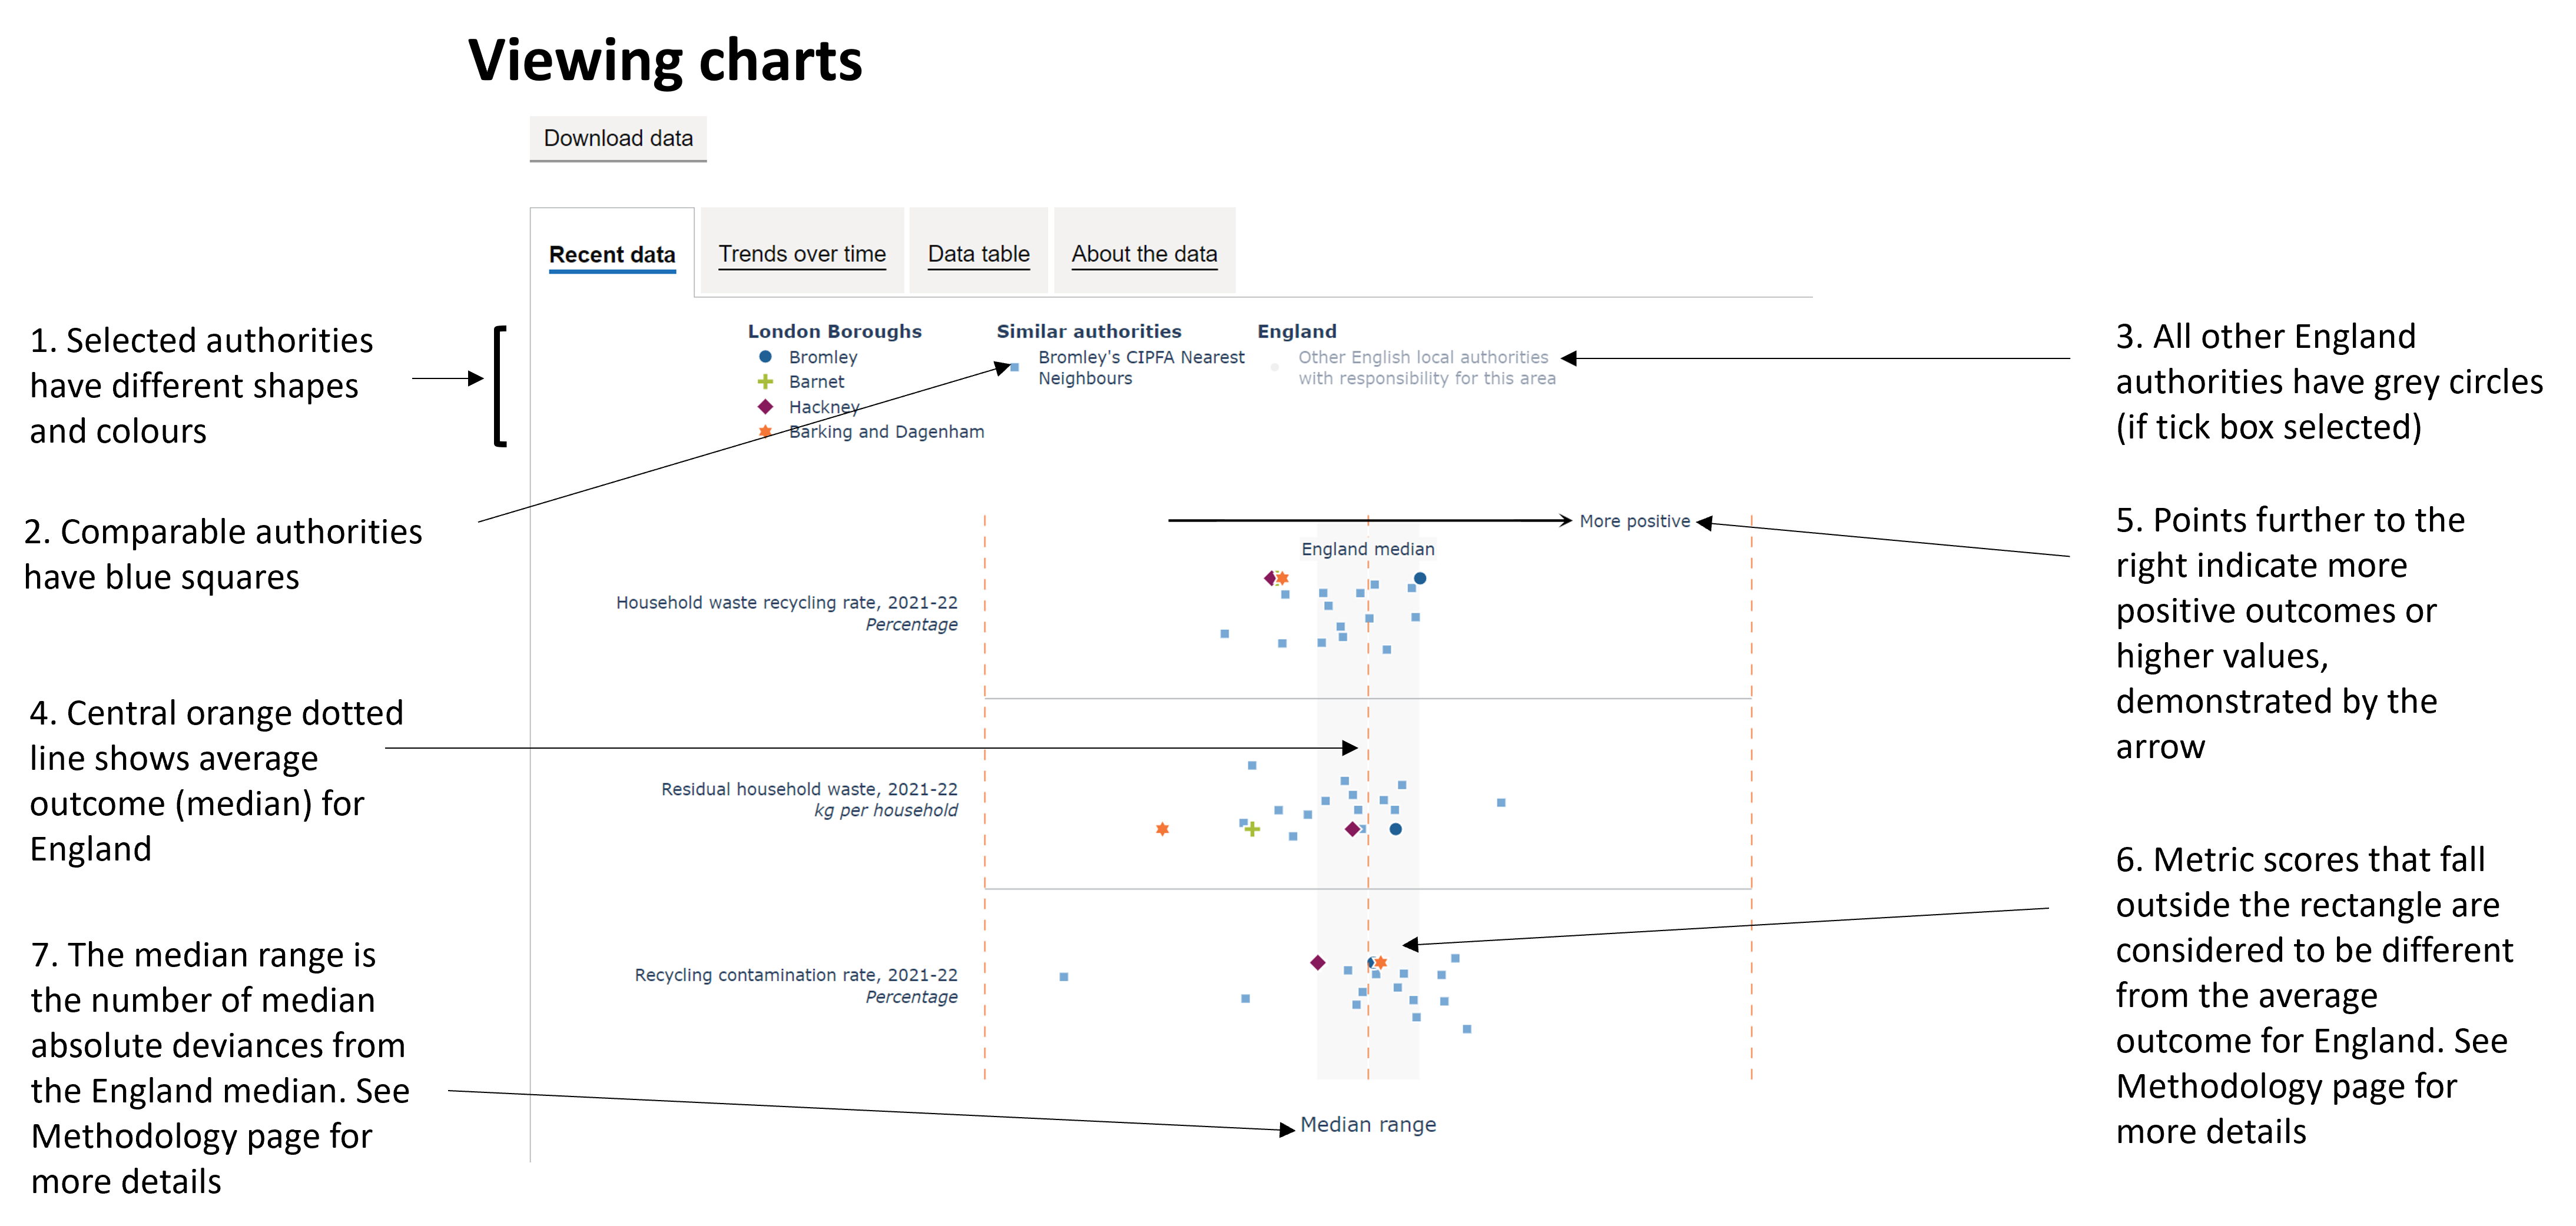 Viewing charts
Download data
Recent data
Trends over time
Data table
About the data
1. Selected authorities
have different shapes
and colours
2. Comparable authorities
have blue squares
4. Central orange dotted
line shows average
outcome (median) for
England
7. The median range is
the number of median
absolute deviances from
the England median. See
Methodology page for
more details
London Boroughs
Bromley
Barnet
Hackney
Barking and Dagenham
Similar authorities
Bromley's CIPFA Nearest
Neighbours
England
Other English local authorities
with responsibility for this area
More positive
England median
Household waste recycling rate, 2021-22
Percentage
Residual household waste, 2021-22
kg per household
Recycling contamination rate, 2021-22
Percentage
Median range
3. All other England
authorities have grey circles
(if tick box selected)
5. Points further to the
right indicate more
positive outcomes or
higher values,
demonstrated by the
arrow
6. Metric scores that fall
outside the rectangle are
considered to be different
from the average
outcome for England. See
Methodology page for
more details